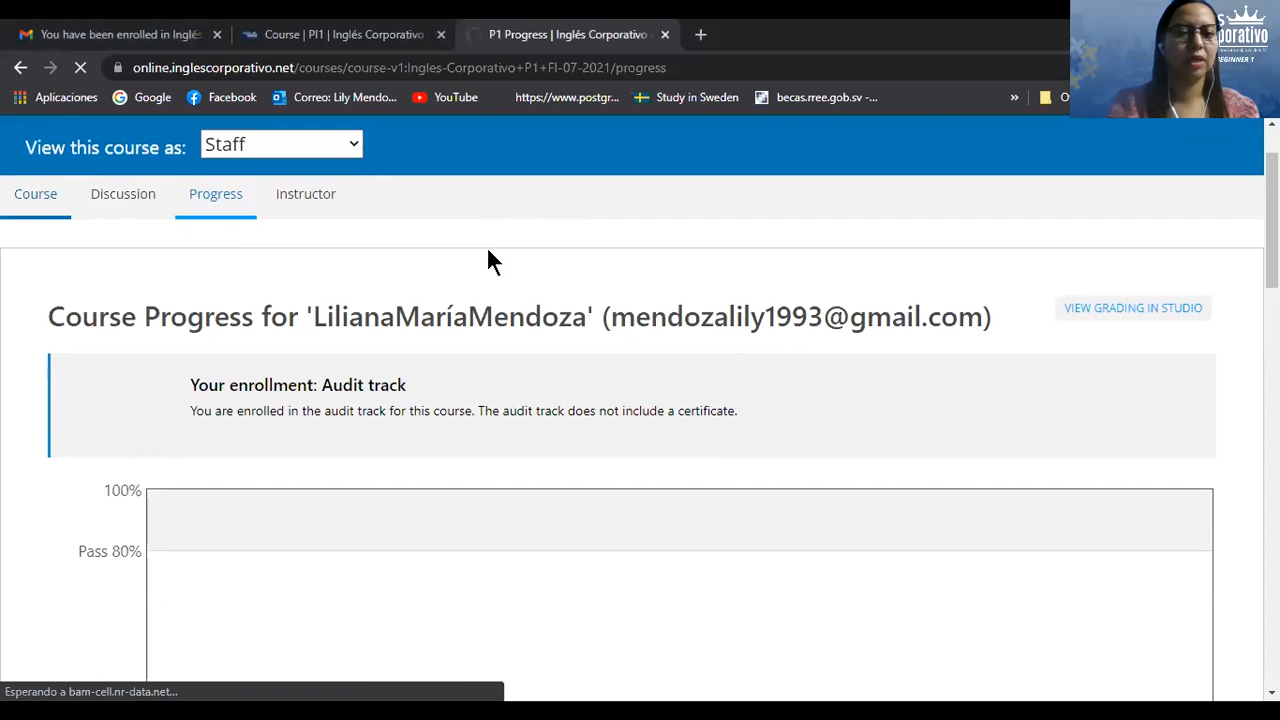 You have been enrolled in Inglés
Course | PI1 | Inglés Corporativo
P1 Progress | Inglés Corporativo
online.inglescorporativo.net/courses/course-v1:Ingles-Corporativo+PI1-07-2021/progress
Aplicaciones
Google
Facebook
Correo: Lily Mendo...
YouTube
https://www.postgr...
Study in Sweden
becas.rree.gob.sv -...
»
View this course as:
Staff
Course
Discussion
Progress
Instructor
Course Progress for 'LilianaMaríaMendoza' (mendozalily1993@gmail.com)
VIEW GRADING IN STUDIO
Your enrollment: Audit track
You are enrolled in the audit track for this course. The audit track does not include a certificate.
100%
Pass 80%
Esperando a bam-cell.nr-data.net...